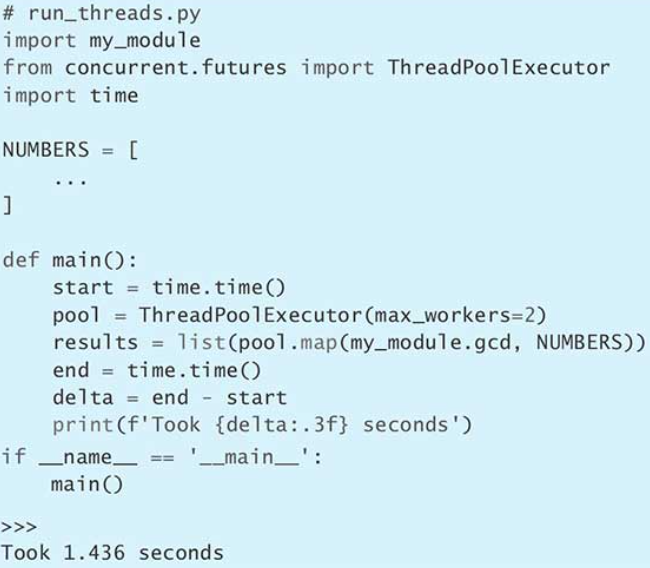 # run_threads.py
import my_module
from concurrent.futures import ThreadPoolExecutor
import time

NUMBERS = [
    ...
]

def main():
    start = time.time()
    pool = ThreadPoolExecutor(max_workers=2)
    results = list(pool.map(my_module.gcd, NUMBERS))
    end = time.time()
    delta = end - start
    print(f'Took {delta:.3f} seconds')
if __name__ == '__main__':
    main()

>>>
Took 1.436 seconds